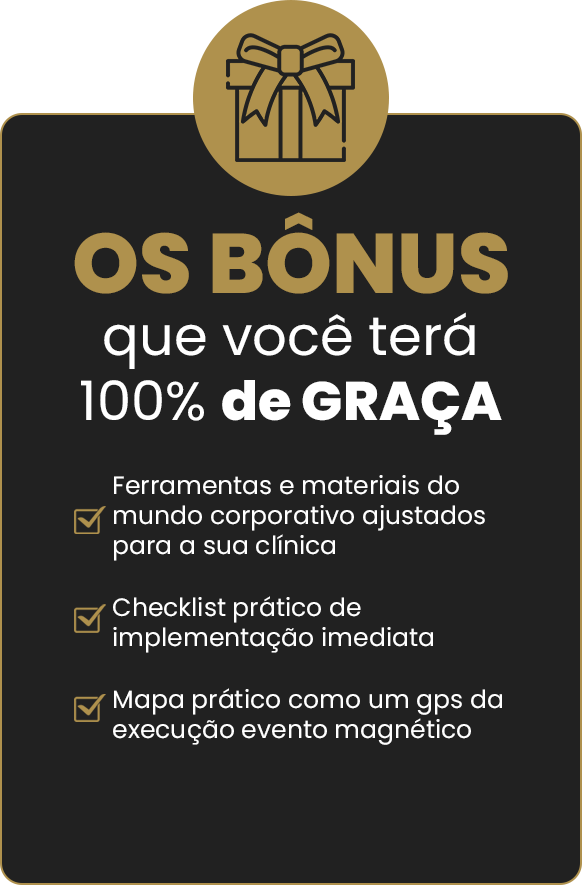 OS BÔNUS
que você terá
100% de GRAÇA
Ferramentas e materiais do
mundo corporativo ajustados
para a sua clínica
Checklist prático de
implementação imediata
Mapa prático como um gps da
execução evento magnético